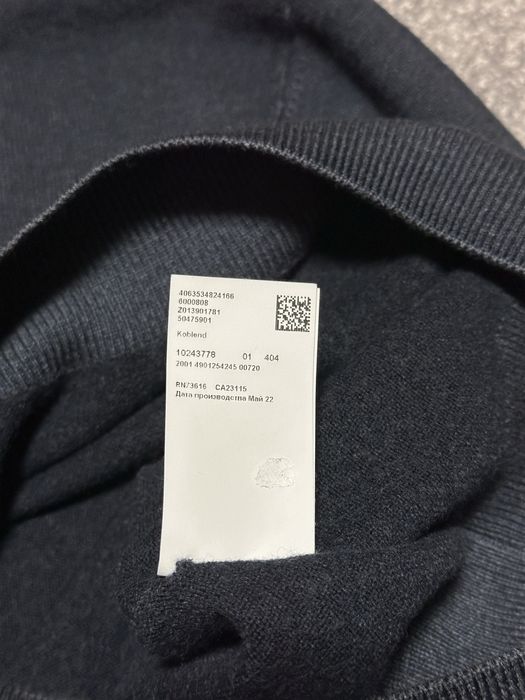 4063534824166
6000808
Z013901781
50475901
Koblend
10243778 01 404
2001 4901254245 00720
RN73616 CA23115
Дата производства Май 22